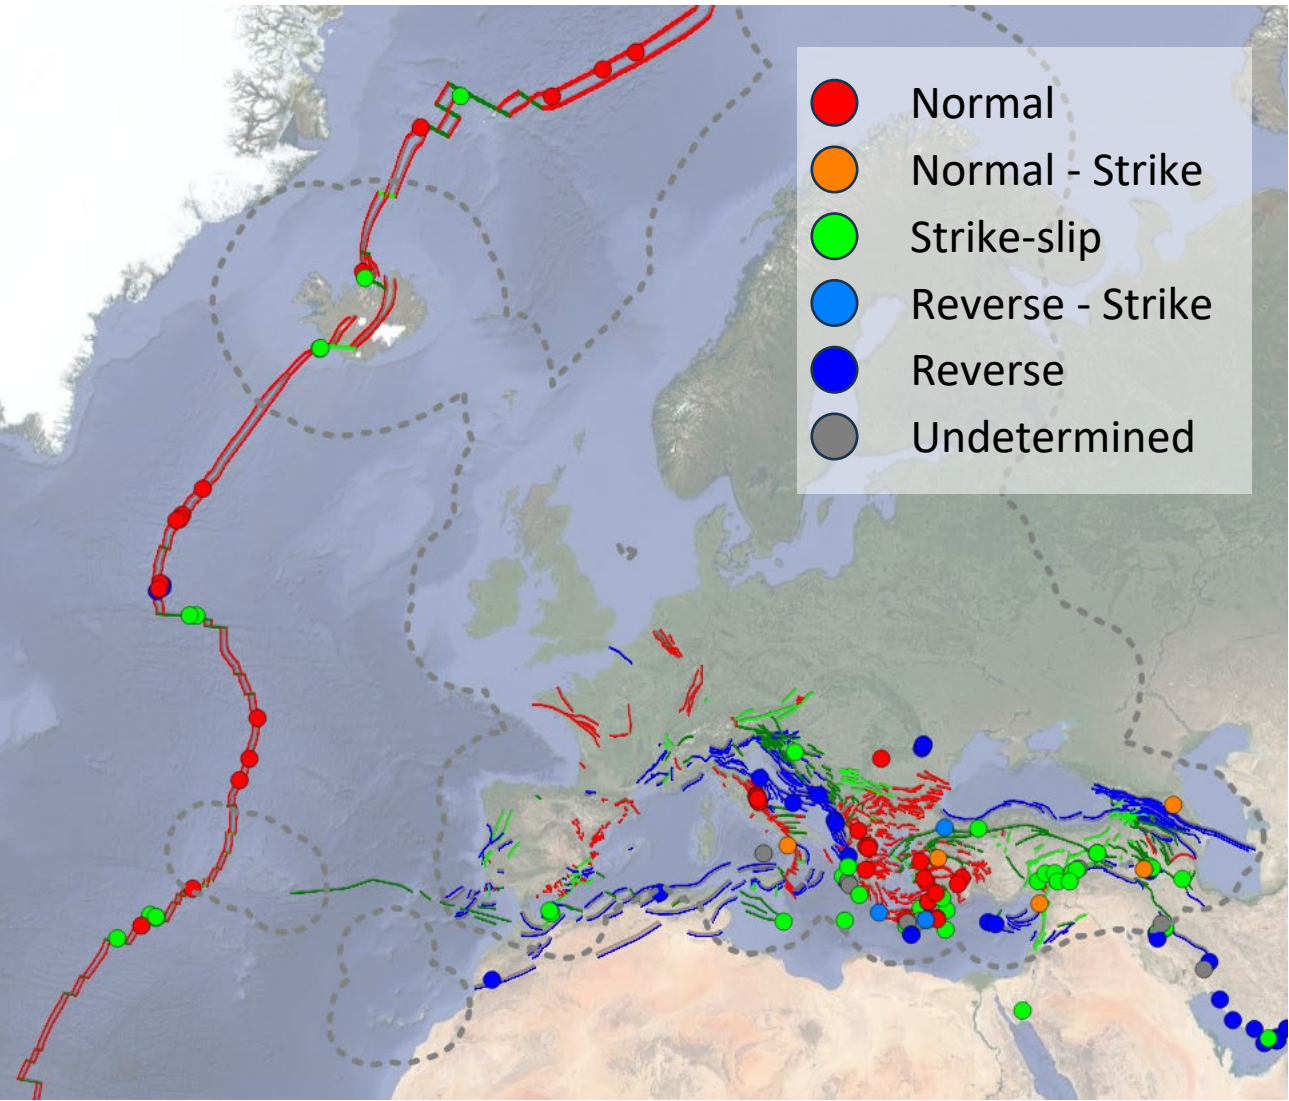 Normal
Normal - Strike
Strike-slip
Reverse - Strike
Reverse
Undetermined